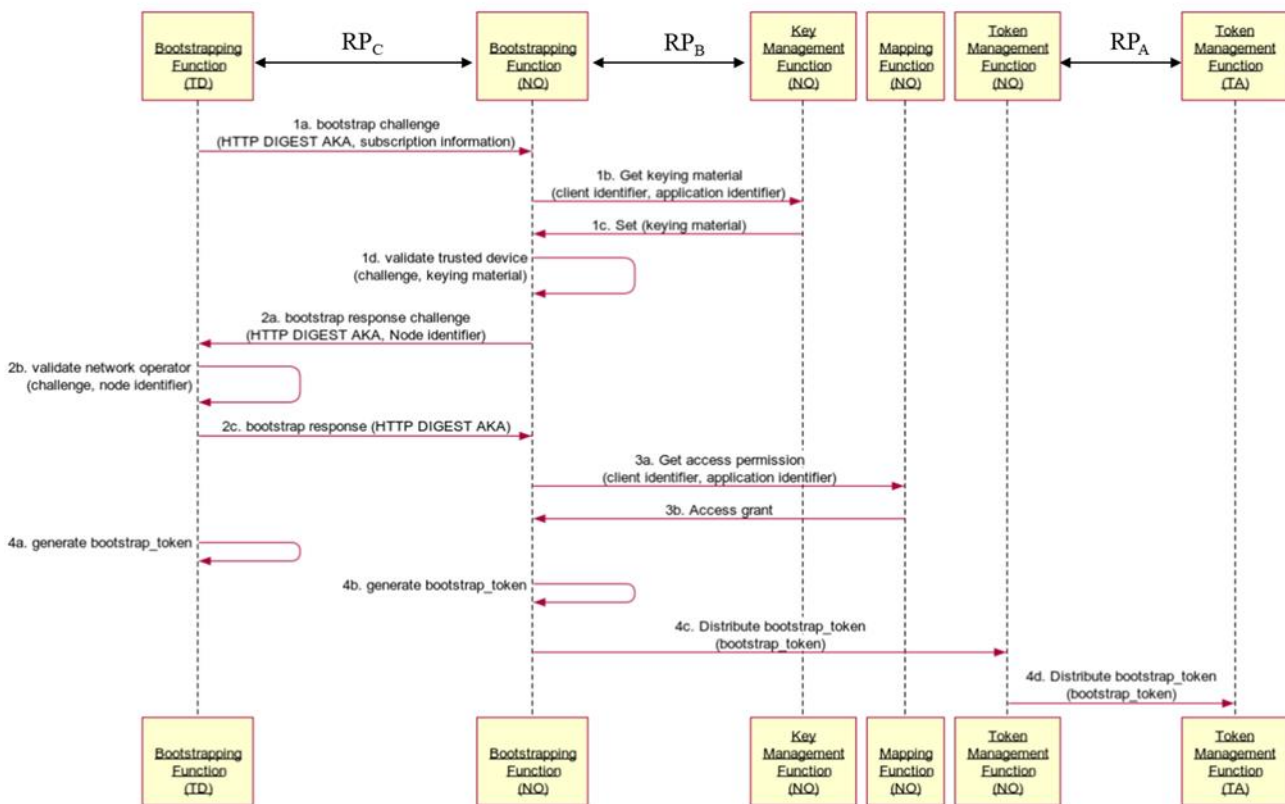 Bootstrapping
Function
(TD)
RPC
Bootstrapping
Function
(NO)
RPB
Key
Management
Function
(NO)
Mapping
Function
(NO)
Token
Management
Function
(NO)
RPA
Token
Management
Function
(TA)
1a. bootstrap challenge
(HTTP DIGEST AKA, subscription information)
1b. Get keying material
(client identifier, application identifier)
1c. Set (keying material)
1d. validate trusted device
(challenge, keying material)
2a. bootstrap response challenge
(HTTP DIGEST AKA, Node identifier)
2b. validate network operator
(challenge, node identifier)
2c. bootstrap response (HTTP DIGEST AKA)
3a. Get access permission
(client identifier, application identifier)
3b. Access grant
4a. generate bootstrap_token
4b. generate bootstrap_token
4c. Distribute bootstrap_token
(bootstrap_token)
4d. Distribute bootstrap_token
(bootstrap_token)
Bootstrapping
Function
(TD)
Bootstrapping
Function
(NO)
Key
Management
Function
(NO)
Mapping
Function
(NO)
Token
Management
Function
(NO)
Token
Management
Function
(TA)